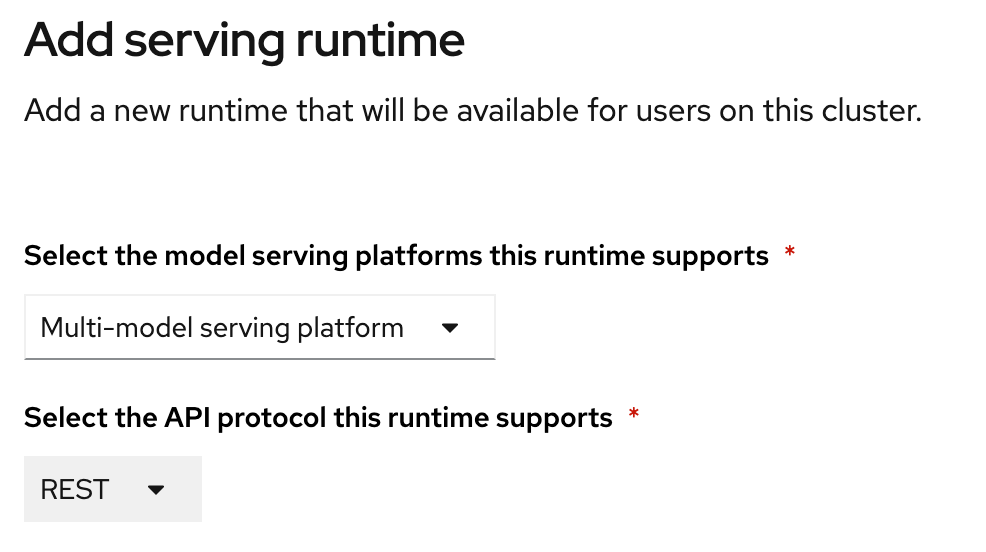 Add serving runtime
Add a new runtime that will be available for users on this cluster.
Select the model serving platforms this runtime supports *
Multi-model serving platform
Select the API protocol this runtime supports *
REST